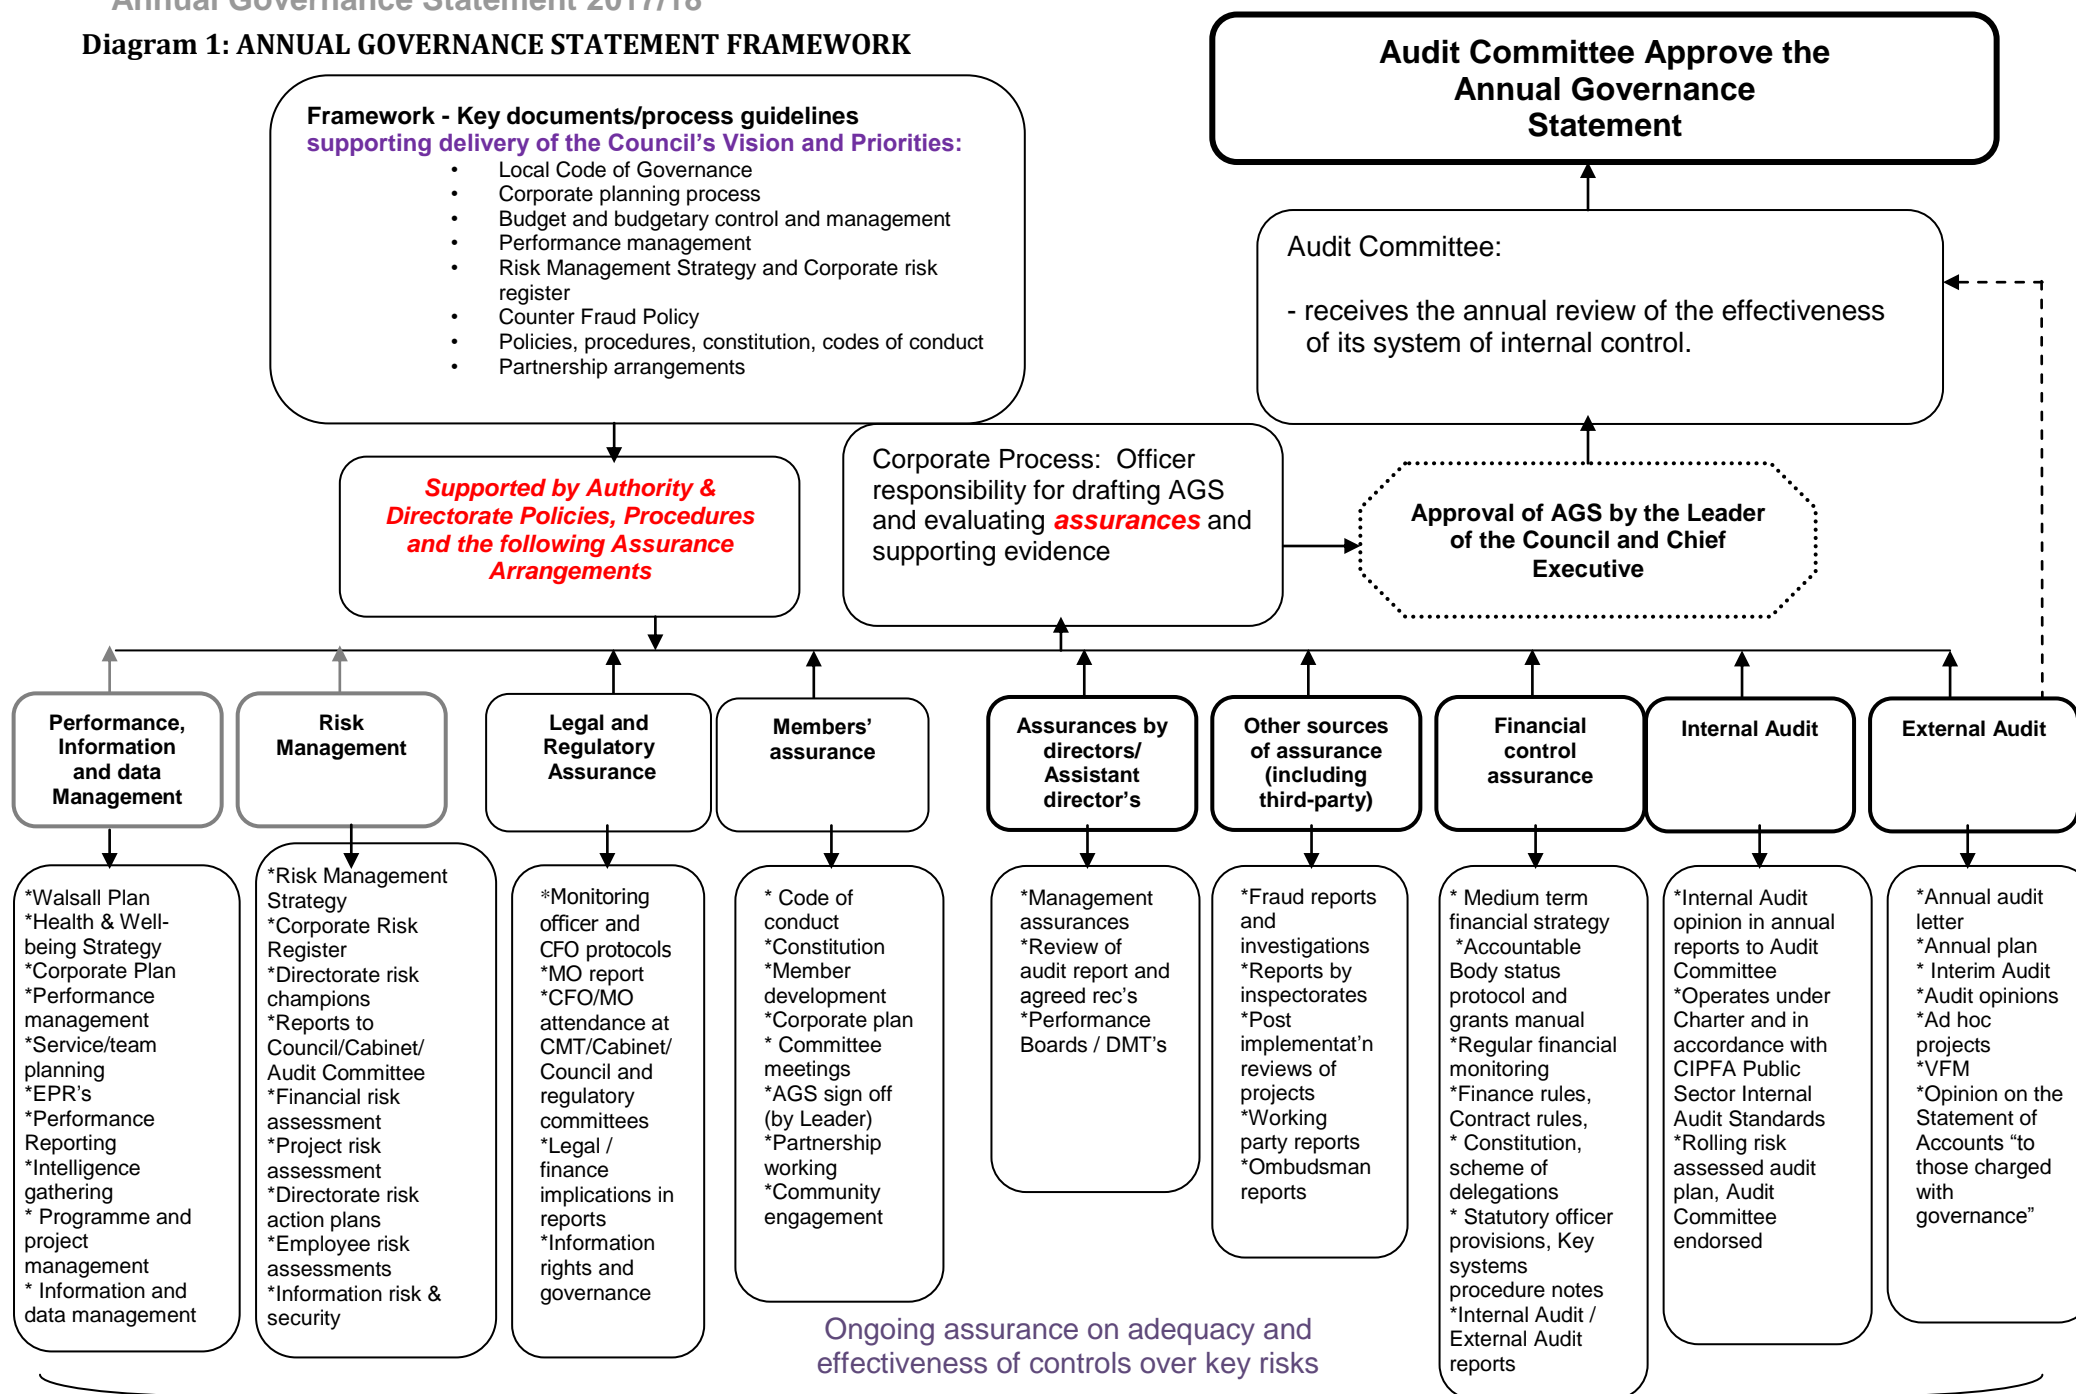 Annual Governance Statement 2017/18
Diagram 1: ANNUAL GOVERNANCE STATEMENT FRAMEWORK
Framework - Key documents/process guidelines
supporting delivery of the Council’s Vision and Priorities:
• Local Code of Governance
• Corporate planning process
• Budget and budgetary control and management
• Performance management
• Risk Management Strategy and Corporate risk
register
• Counter Fraud Policy
• Policies, procedures, constitution, codes of conduct
• Partnership arrangements
Audit Committee Approve the
Annual Governance
Statement
Audit Committee:
- receives the annual review of the effectiveness
of its system of internal control.
Supported by Authority &
Directorate Policies, Procedures
and the following Assurance
Arrangements
Corporate Process: Officer
responsibility for drafting AGS
and evaluating assurances and
supporting evidence
Approval of AGS by the Leader
of the Council and Chief
Executive
Performance,
Information
and data
Management
Risk
Management
Legal and
Regulatory
Assurance
Members’
assurance
Assurances by
directors/
Assistant
director’s
Other sources
of assurance
(including
third-party)
Financial
control
assurance
Internal Audit
External Audit
*Walsall Plan
*Health & Well-
being Strategy
*Corporate Plan
*Performance
management
*Service/team
planning
*EPR’s
*Performance
Reporting
*Intelligence
gathering
* Programme and
project
management
* Information and
data management
*Risk Management
Strategy
*Corporate Risk
Register
*Directorate risk
champions
*Reports to
Council/Cabinet/
Audit Committee
*Financial risk
assessment
*Project risk
assessment
*Directorate risk
action plans
*Employee risk
assessments
*Information risk &
security
*Monitoring
officer and
CFO protocols
*MO report
*CFO/MO
attendance at
CMT/Cabinet/
Council and
regulatory
committees
*Legal /
finance
implications in
reports
*Information
rights and
governance
* Code of
conduct
*Constitution
*Member
development
*Corporate plan
* Committee
meetings
*AGS sign off
(by Leader)
*Partnership
working
*Community
engagement
*Management
assurances
*Review of
audit report and
agreed rec’s
*Performance
Boards / DMT’s
*Fraud reports
and
investigations
*Reports by
inspectorates
*Post
implementat’n
reviews of
projects
*Working
party reports
*Ombudsman
reports
* Medium term
financial strategy
*Accountable
Body status
protocol and
grants manual
*Regular financial
monitoring
*Finance rules,
Contract rules,
* Constitution,
scheme of
delegations
* Statutory officer
provisions, Key
systems
procedure notes
*Internal Audit /
External Audit
reports
*Internal Audit
opinion in annual
reports to Audit
Committee
*Operates under
Charter and in
accordance with
CIPFA Public
Sector Internal
Audit Standards
*Rolling risk
assessed audit
plan, Audit
Committee
endorsed
*Annual audit
letter
*Annual plan
* Interim Audit
*Audit opinions
*Ad hoc
projects
*VFM
*Opinion on the
Statement of
Accounts “to
those charged
with
governance”
Ongoing assurance on adequacy and
effectiveness of controls over key risks